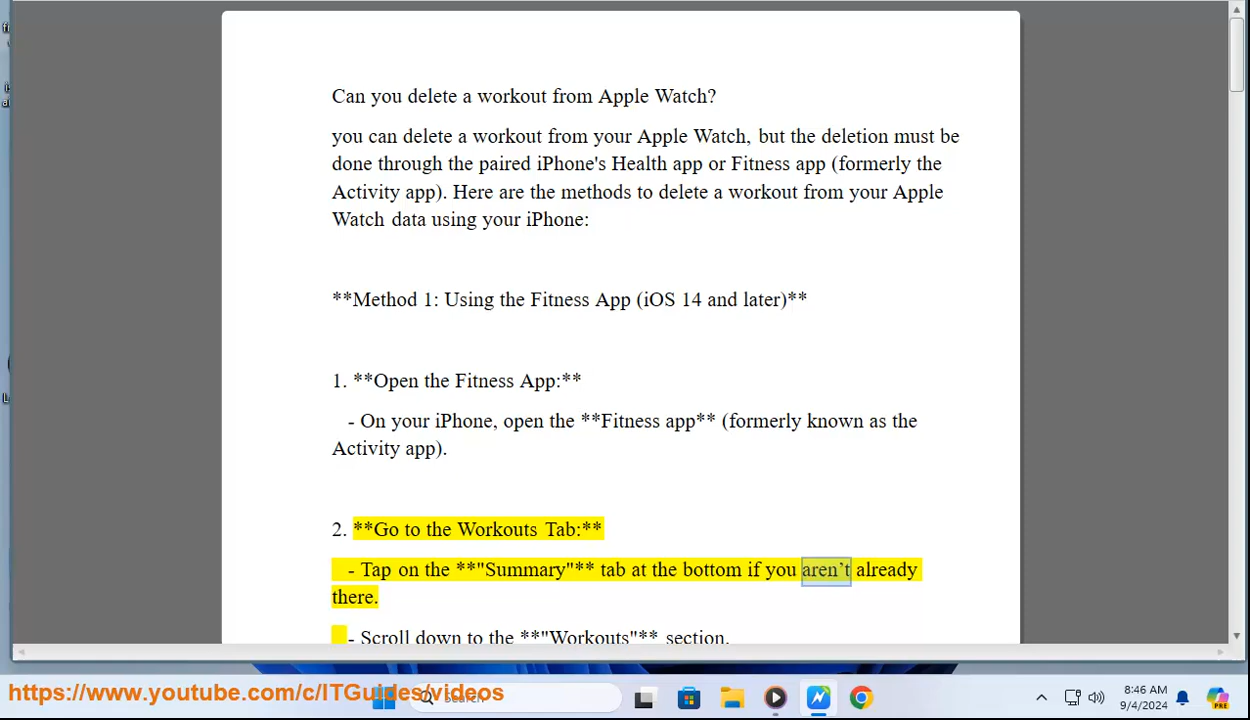 Can you delete a workout from Apple Watch?
you can delete a workout from your Apple Watch, but the deletion must be
done through the paired iPhone's Health app or Fitness app (formerly the
Activity app). Here are the methods to delete a workout from your Apple
Watch data using your iPhone:
**Method 1: Using the Fitness App (iOS 14 and later)**
1. **Open the Fitness App:**
- On your iPhone, open the **Fitness app** (formerly known as the
Activity app).
2. **Go to the Workouts Tab:**
- Tap on the **"Summary"** tab at the bottom if you aren’t already
there.
- Scroll down to the **"Workouts"** section.
https://www.youtube.com/c/ITGuides/videos
Search
8:46 AM
9/4/2024
PRE